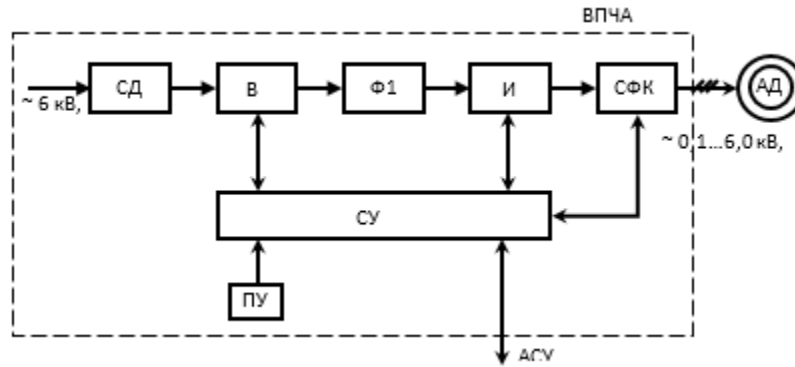 ВПЧА
СД
В
Ф1
И
СФК
АД
~ 6 кВ,
~ 0,1...6,0 кВ,
СУ
ПУ
АСУ